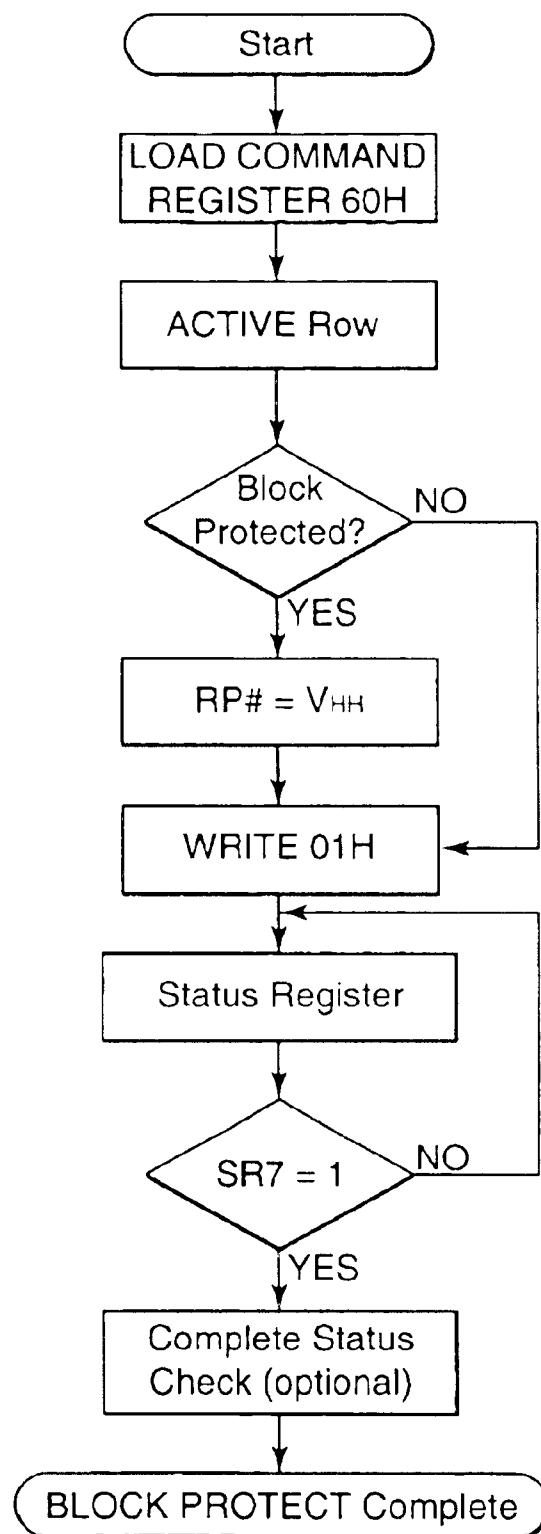 Start
LOAD COMMAND
REGISTER 60H
ACTIVE Row
Block
Protected?
NO
YES
RP# = VHH
WRITE 01H
Status Register
SR7 = 1
NO
YES
Complete Status
Check (optional)
BLOCK PROTECT Complete